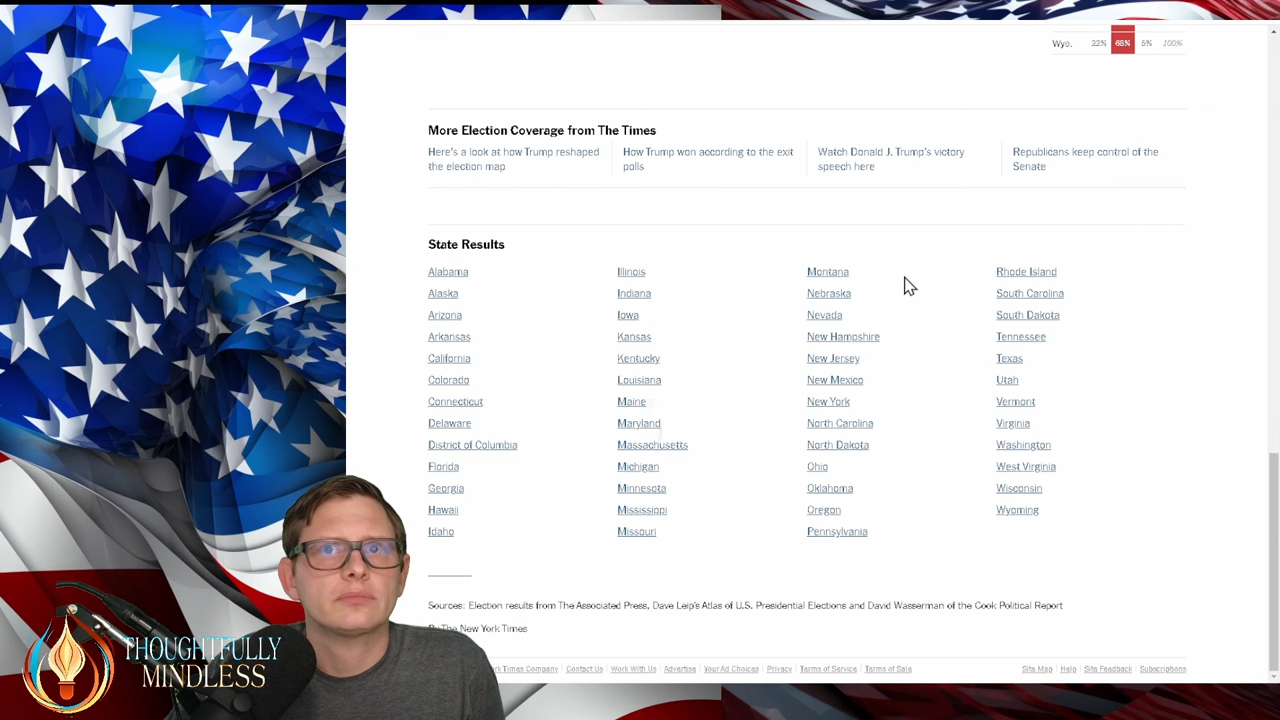 Wyo. 22% 68% 5% 100%
More Election Coverage from The Times
Here's a look at how Trump reshaped
the election map
How Trump won according to the exit
polls
Watch Donald J. Trump's victory
speech here
Republicans keep control of the
Senate
State Results
Alabama
Alaska
Arizona
Arkansas
California
Colorado
Connecticut
Delaware
District of Columbia
Florida
Georgia
Hawaii
Idaho
Illinois
Indiana
Iowa
Kansas
Kentucky
Louisiana
Maine
Maryland
Massachusetts
Michigan
Minnesota
Mississippi
Missouri
Montana
Nebraska
Nevada
New Hampshire
New Jersey
New Mexico
New York
North Carolina
North Dakota
Ohio
Oklahoma
Oregon
Pennsylvania
Rhode Island
South Carolina
South Dakota
Tennessee
Texas
Utah
Vermont
Virginia
Washington
West Virginia
Wisconsin
Wyoming
Sources: Election results from The Associated Press, Dave Leip's Atlas of U.S. Presidential Elections and David Wasserman of the Cook Political Report
By The New York Times
Times Company Contact Us Work With Us Advertise Your Ad Choices Privacy Terms of Service Terms of Sale Site Map Help Site Feedback Subscriptions
THOUGHTFULLY
MINDLESS